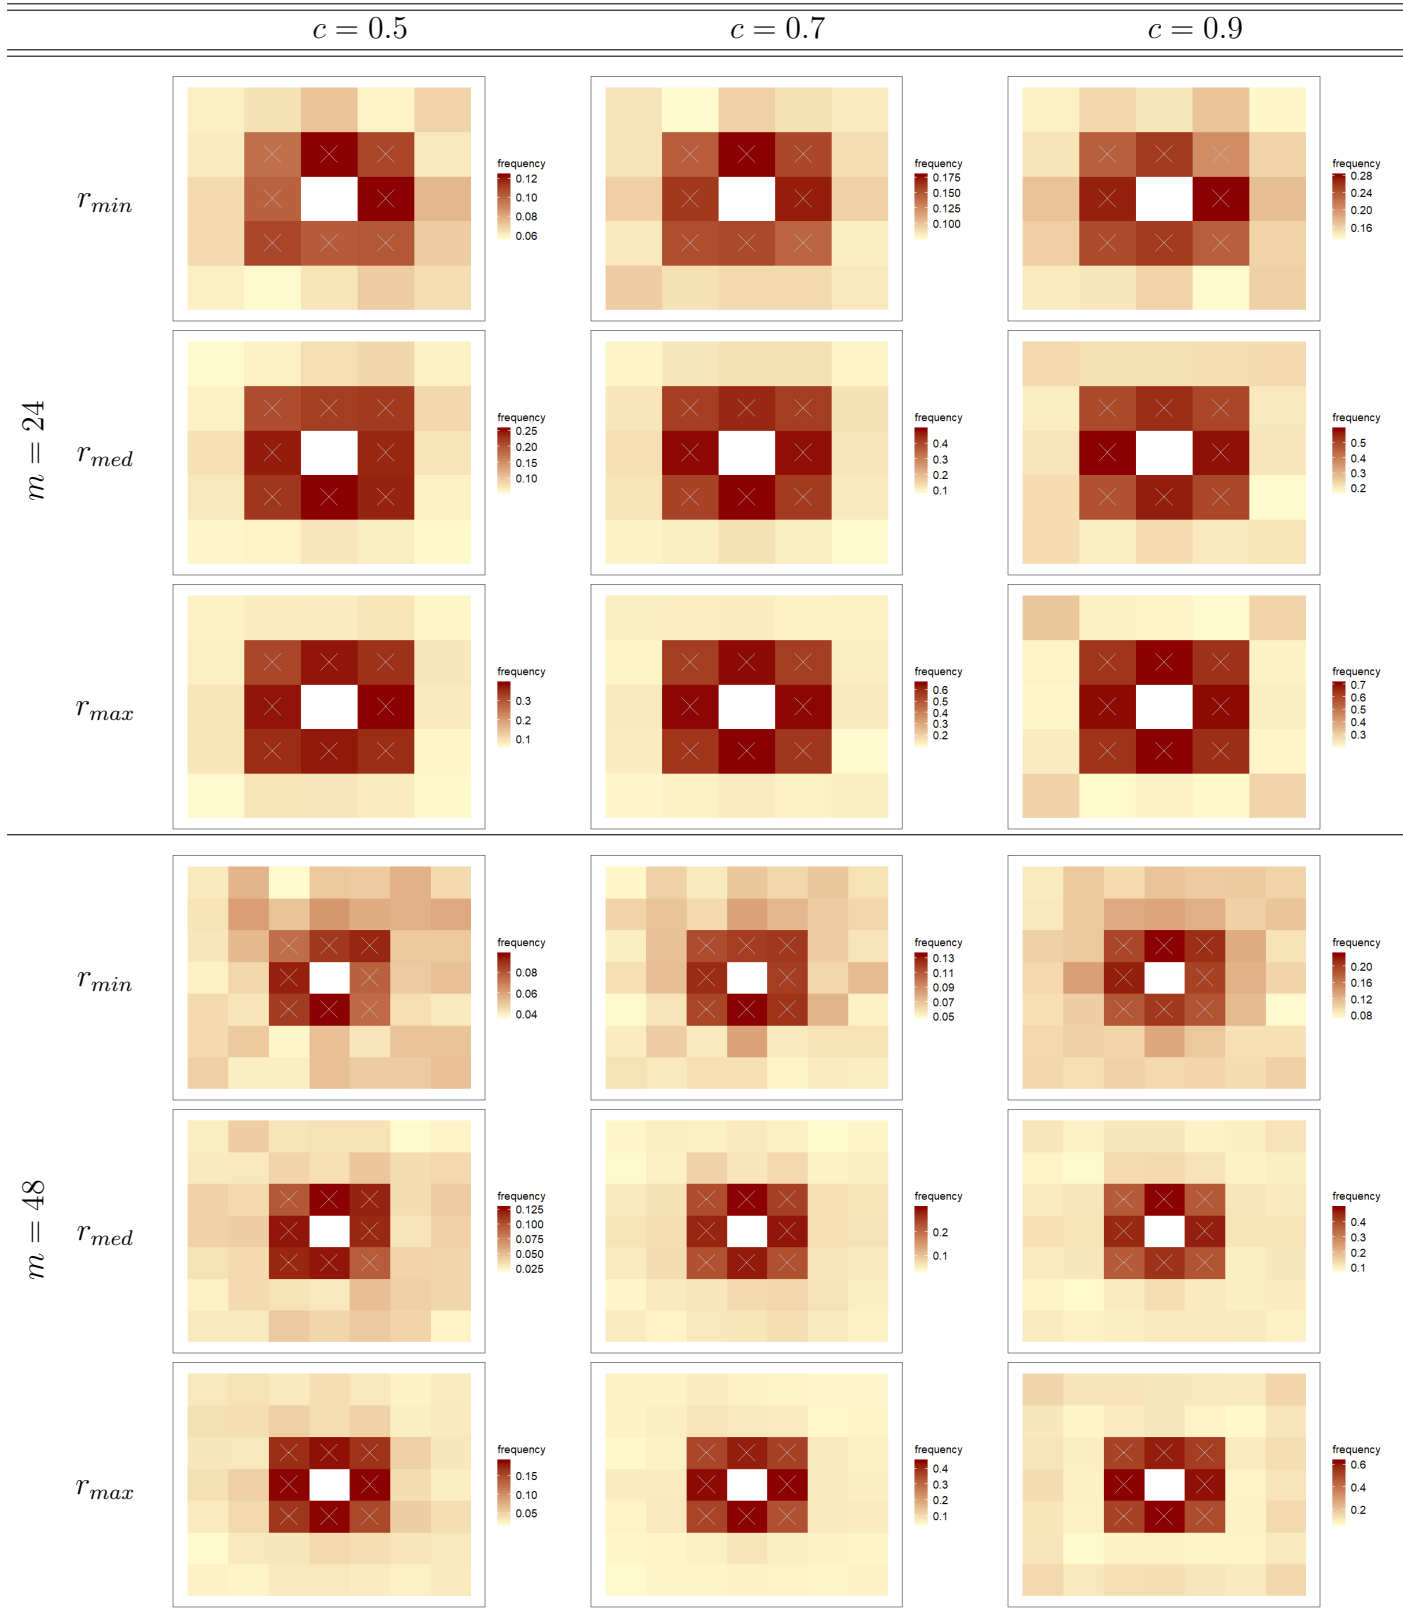 c = 0.5 c = 0.7 c = 0.9
m = 24
r_min
frequency
0.12
0.10
0.08
0.06
frequency
0.175
0.150
0.125
0.100
frequency
0.28
0.24
0.20
0.16
r_med
frequency
0.25
0.20
0.15
0.10
frequency
0.4
0.3
0.2
0.1
frequency
0.5
0.4
0.3
0.2
r_max
frequency
0.3
0.2
0.1
frequency
0.6
0.5
0.4
0.3
0.2
frequency
0.7
0.6
0.5
0.4
0.3
m = 48
r_min
frequency
0.08
0.06
0.04
frequency
0.13
0.11
0.09
0.07
0.05
frequency
0.20
0.16
0.12
0.08
r_med
frequency
0.125
0.100
0.075
0.050
0.025
frequency
0.2
0.1
frequency
0.4
0.3
0.2
0.1
r_max
frequency
0.15
0.10
0.05
frequency
0.4
0.3
0.2
0.1
frequency
0.6
0.4
0.2